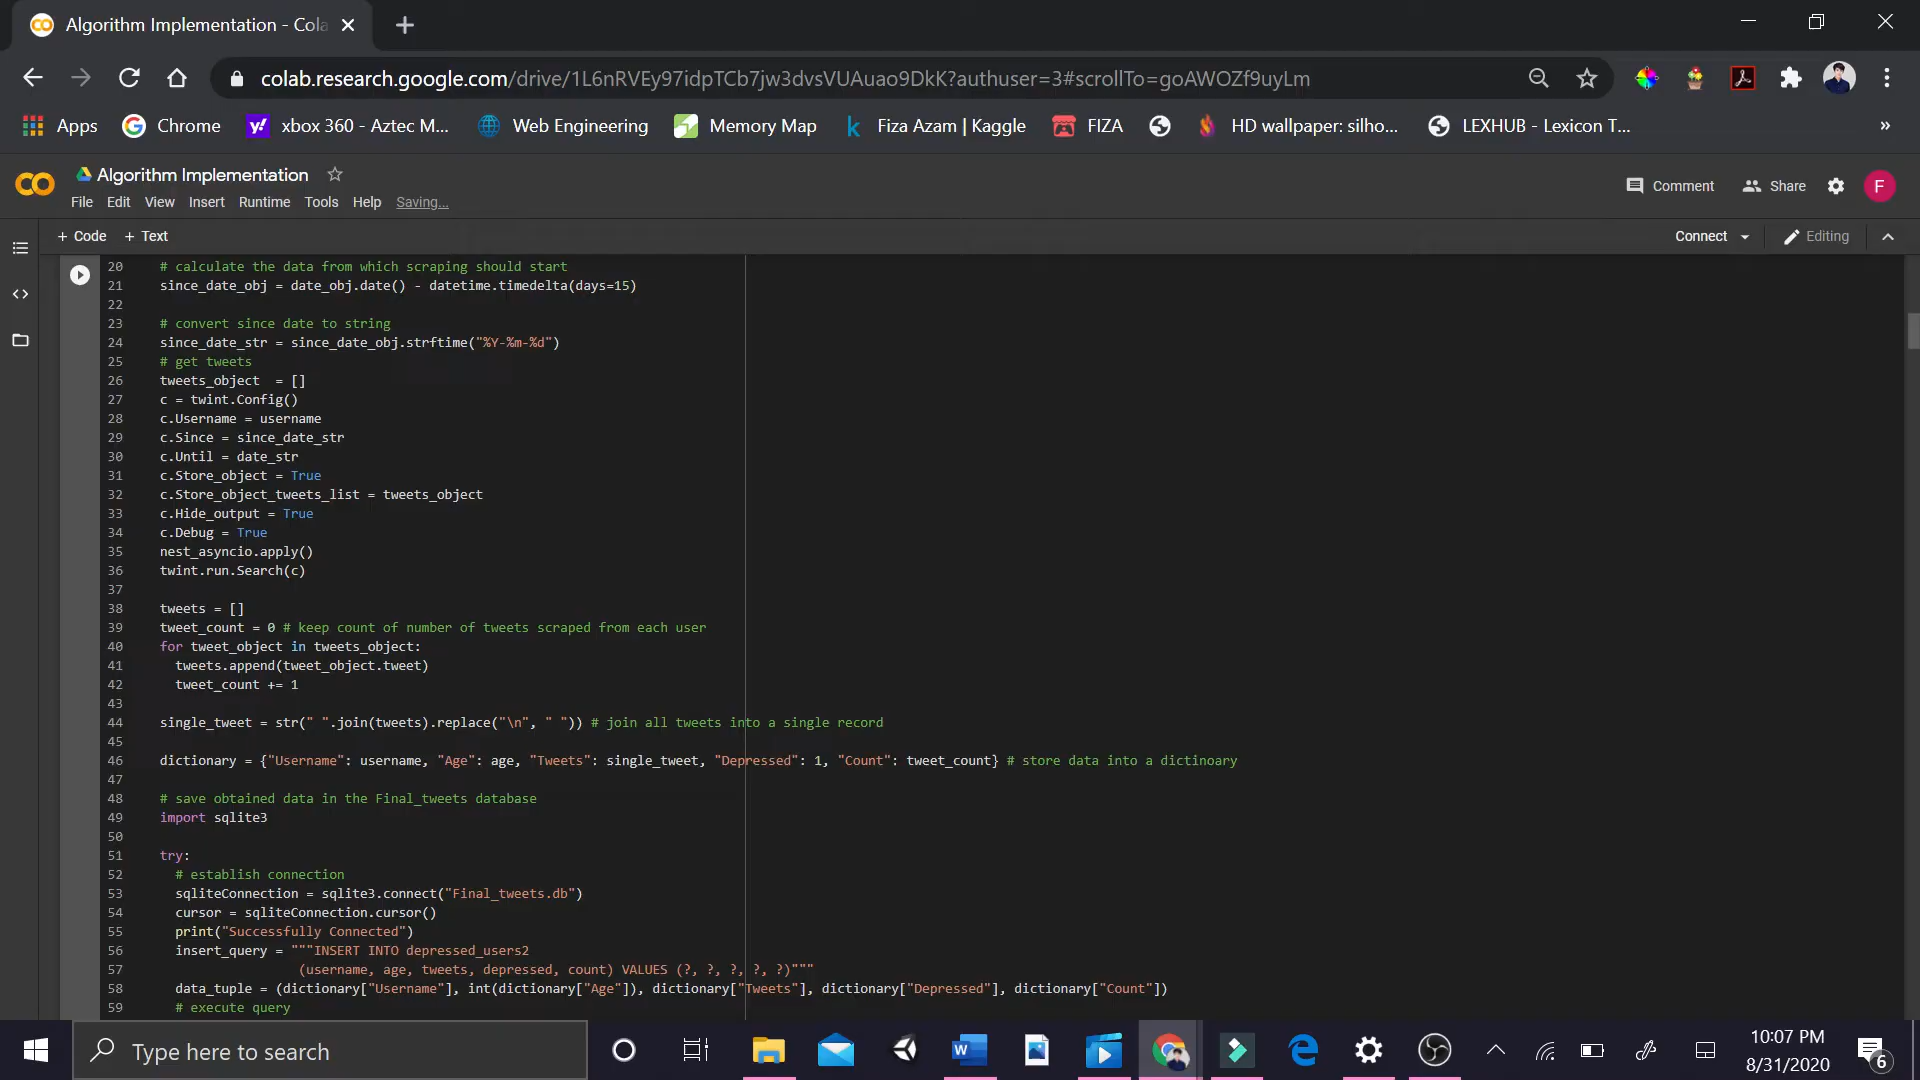 Algorithm Implementation - Cola
colab.research.google.com/drive/1L6nRVEy97idpTCb7jw3dvsVUAuao9DkK?authuser=3#scrollTo=goAWOZf9uyLm
Apps Chrome xbox 360 - Aztec M... Web Engineering Memory Map Fiza Azam | Kaggle FIZA HD wallpaper: silho... LEXHUB - Lexicon T... »
Algorithm Implementation
Comment Share F
File Edit View Insert Runtime Tools Help Saving...
+ Code + Text Connect Editing
20 # calculate the data from which scraping should start
21 since_date_obj = date_obj.date() - datetime.timedelta(days=15)
22
23 # convert since date to string
24 since_date_str = since_date_obj.strftime("%Y-%m-%d")
25 # get tweets
26 tweets_object  = []
27 c = twint.Config()
28 c.Username = username
29 c.Since = since_date_str
30 c.Until = date_str
31 c.Store_object = True
32 c.Store_object_tweets_list = tweets_object
33 c.Hide_output = True
34 c.Debug = True
35 nest_asyncio.apply()
36 twint.run.Search(c)
37
38 tweets = []
39 tweet_count = 0 # keep count of number of tweets scraped from each user
40 for tweet_object in tweets_object:
41   tweets.append(tweet_object.tweet)
42   tweet_count += 1
43
44 single_tweet = str(" ".join(tweets).replace("\n", " ")) # join all tweets into a single record
45
46 dictionary = {"Username": username, "Age": age, "Tweets": single_tweet, "Depressed": 1, "Count": tweet_count} # store data into a dictinoary
47
48 # save obtained data in the Final_tweets database
49 import sqlite3
50
51 try:
52   # establish connection
53   sqliteConnection = sqlite3.connect("Final_tweets.db")
54   cursor = sqliteConnection.cursor()
55   print("Successfully Connected")
56   insert_query = """INSERT INTO depressed_users2
57                   (username, age, tweets, depressed, count) VALUES (?, ?, ?, ?, ?)"""
58   data_tuple = (dictionary["Username"], int(dictionary["Age"]), dictionary["Tweets"], dictionary["Depressed"], dictionary["Count"])
59   # execute query
Type here to search
10:07 PM
8/31/2020
6